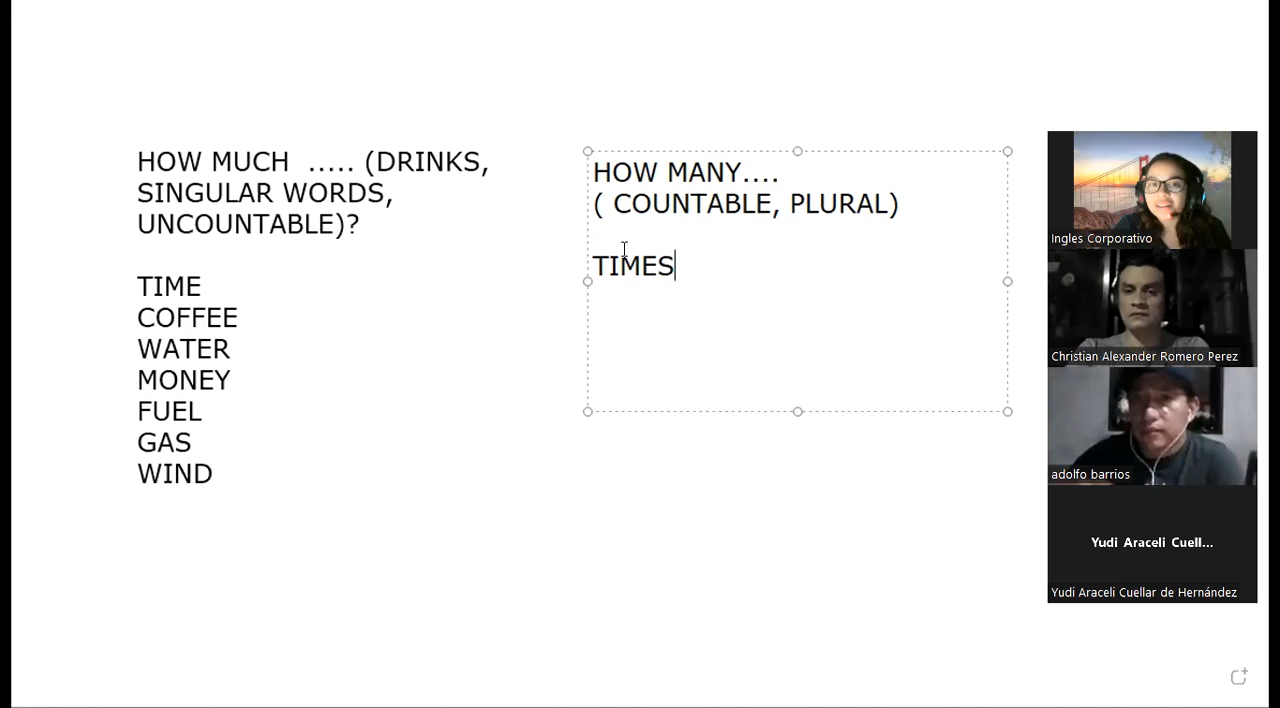 HOW MUCH ..... (DRINKS,
SINGULAR WORDS,
UNCOUNTABLE)?
TIME
COFFEE
WATER
MONEY
FUEL
GAS
WIND
HOW MANY....
( COUNTABLE, PLURAL)
TIMES
Ingles Corporativo
Christian Alexander Romero Perez
adolfo barrios
Yudi Araceli Cuell...
Yudi Araceli Cuellar de Hernández